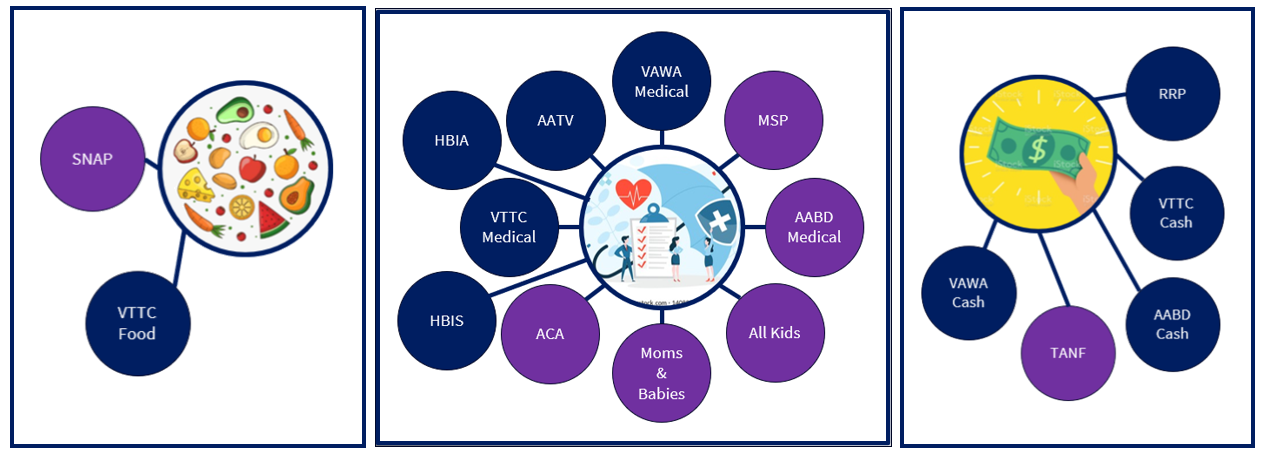 SNAP
VTTC
Food
VAWA
Medical
AATV
MSP
HBIA
VTTC
Medical
AABD
Medical
HBIS
ACA
All Kids
Moms
&
Babies
RRP
VTTC
Cash
VAWA
Cash
AABD
Cash
TANF
$